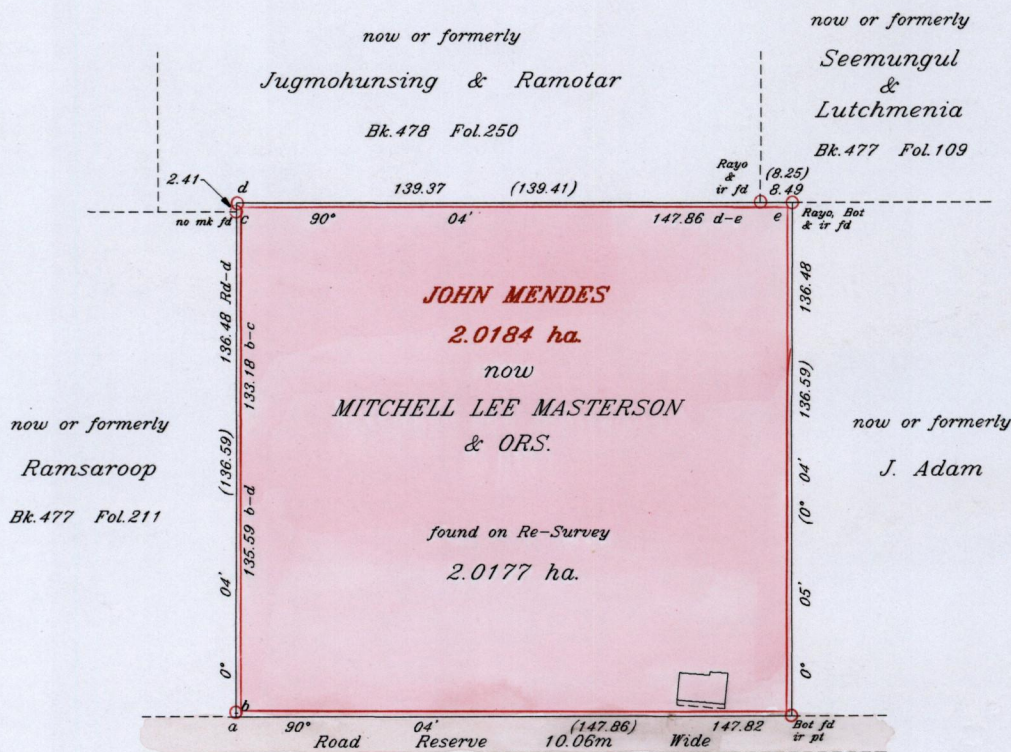 now or formerly
Jugmohunsing & Ramotar
Bk.478 Fol.250
now or formerly
Seemungul
&
Lutchmenia
Bk.477 Fol.109
2.41
d
139.37 (139.41)
Rayo
&
ir fd
(8.25)
8.49
no mk fd
c
90° 04' 147.86 d-e
e
Rayo, Bot
& ir fd
JOHN MENDES
2.0184 ha.
now
MITCHELL LEE MASTERSON
& ORS.
found on Re-Survey
2.0177 ha.
now or formerly
Ramsaroop
Bk.477 Fol.211
0° 04' (136.59) 136.48 Rd-d
135.59 b-d 133.18 b-c
now or formerly
J. Adam
0° 05' (0° 04' 136.59) 136.48
b
a
90° 04' (147.86) 147.82
Bot fd
ir pt
Road Reserve 10.06m Wide